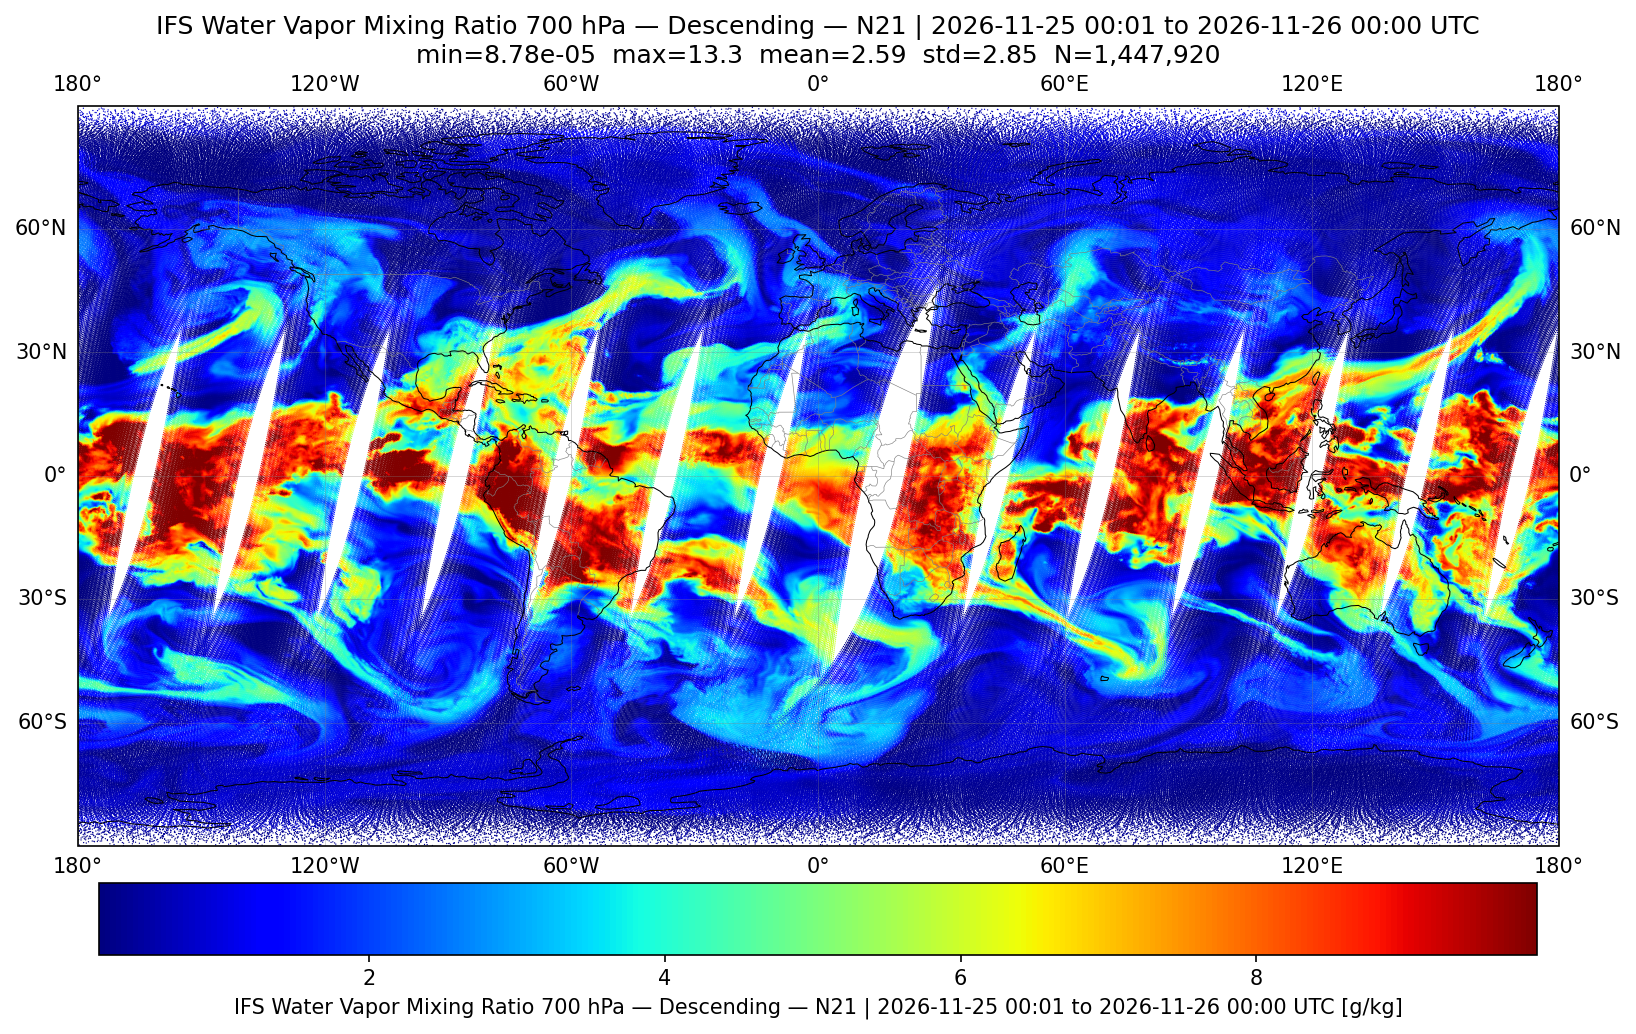 IFS Water Vapor Mixing Ratio 700 hPa — Descending — N21 | 2026-11-25 00:01 to 2026-11-26 00:00 UTC
min=8.78e-05  max=13.3  mean=2.59  std=2.85  N=1,447,920
180° 120°W 60°W 0° 60°E 120°E 180°
60°N 60°N
30°N 30°N
0° 0°
30°S 30°S
60°S 60°S
180° 120°W 60°W 0° 60°E 120°E 180°
2 4 6 8
IFS Water Vapor Mixing Ratio 700 hPa — Descending — N21 | 2026-11-25 00:01 to 2026-11-26 00:00 UTC [g/kg]